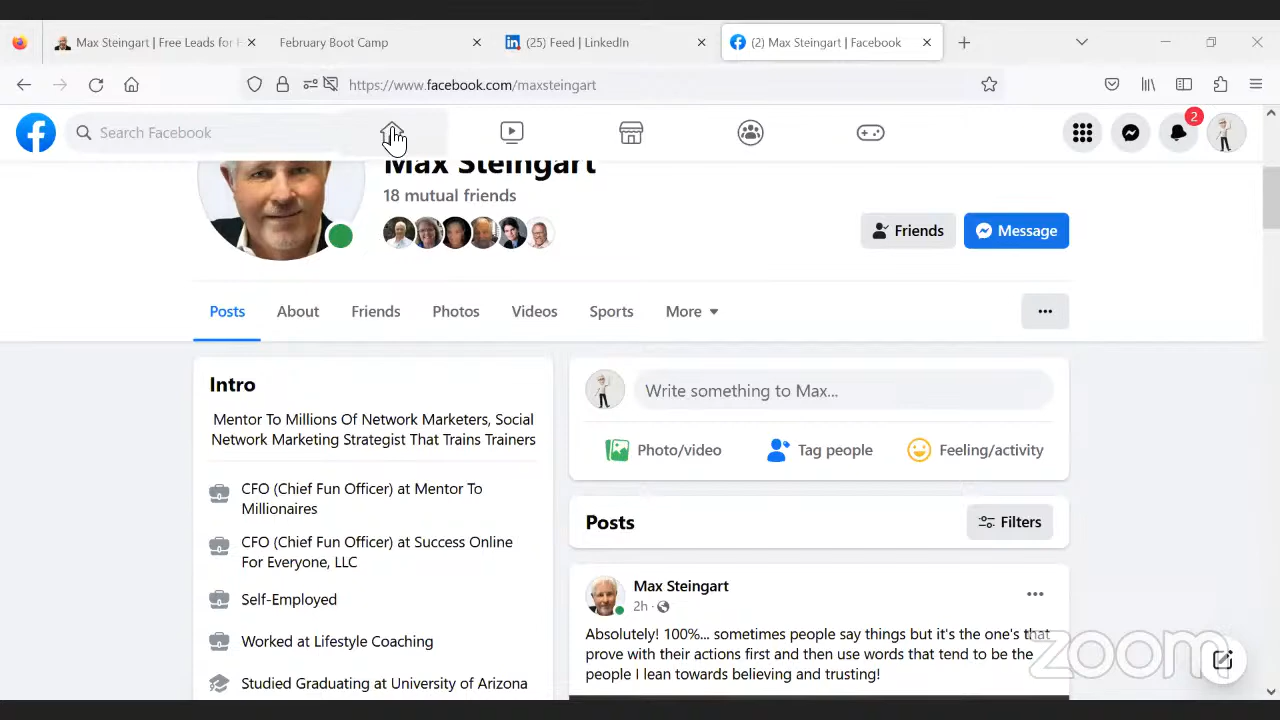 Max Steingart | Free Leads for
February Boot Camp
(25) Feed | LinkedIn
(2) Max Steingart | Facebook
https://www.facebook.com/maxsteingart
Search Facebook
2
Max Steingart
18 mutual friends
Friends
Message
Posts
About
Friends
Photos
Videos
Sports
More
Intro
Mentor To Millions Of Network Marketers, Social
Network Marketing Strategist That Trains Trainers
CFO (Chief Fun Officer) at Mentor To
Millionaires
CFO (Chief Fun Officer) at Success Online
For Everyone, LLC
Self-Employed
Worked at Lifestyle Coaching
Studied Graduating at University of Arizona
Write something to Max...
Photo/video
Tag people
Feeling/activity
Posts
Filters
Max Steingart
2h ·
Absolutely! 100%... sometimes people say things but it's the one's that
prove with their actions first and then use words that tend to be the
people I lean towards believing and trusting!
zoom